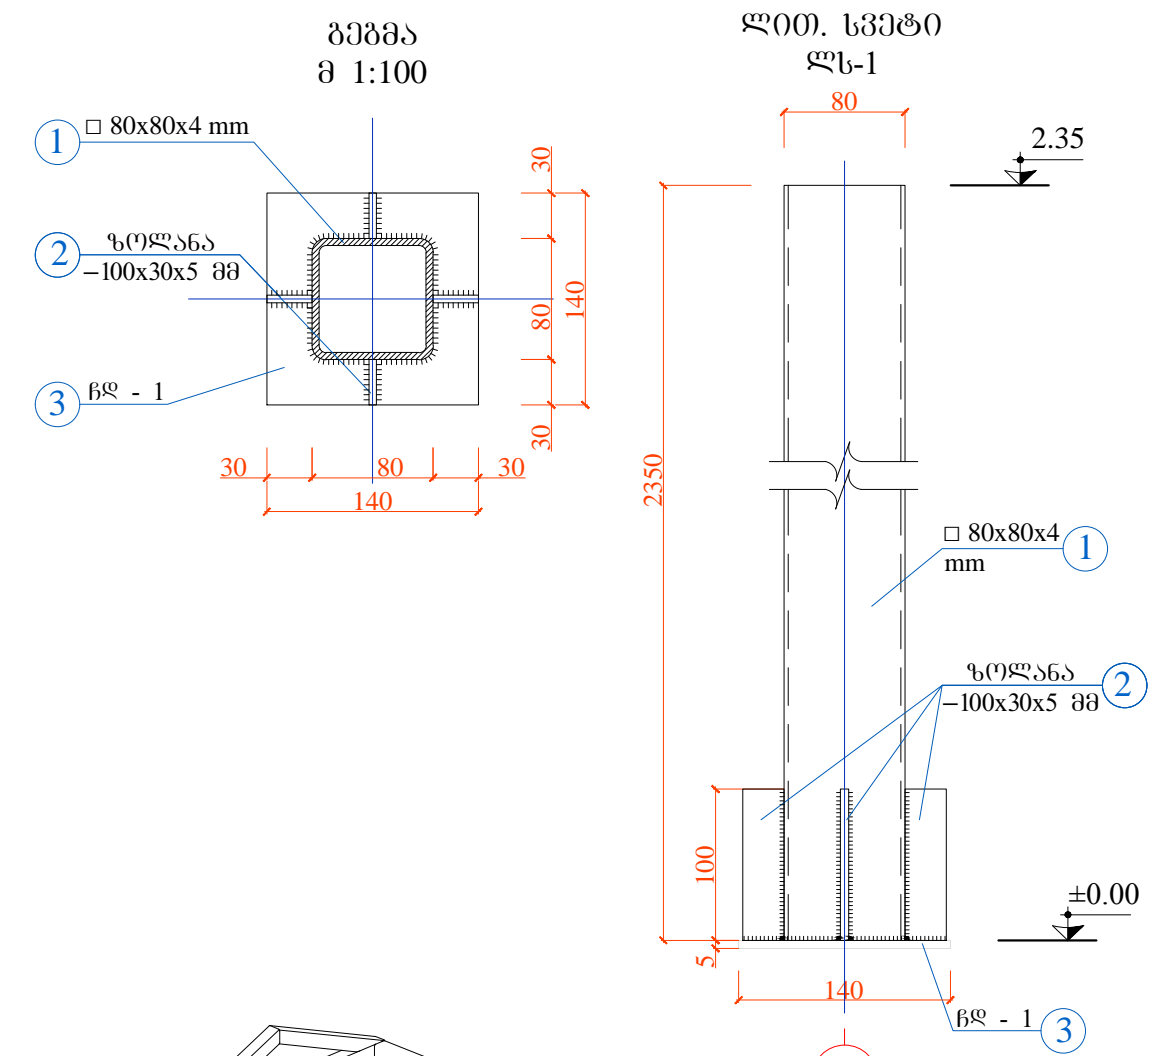 გეგმა
მ 1:100
ლით. სვეტი
ლს-1
80
2.35
1
□ 80x80x4 mm
30
2
ზოლანა
–100x30x5 მმ
80
140
3
ჩდ - 1
30
30
80
30
140
2350
□ 80x80x4
mm
1
ზოლანა
–100x30x5 მმ
2
100
±0.00
5
140
ჩდ - 1
3